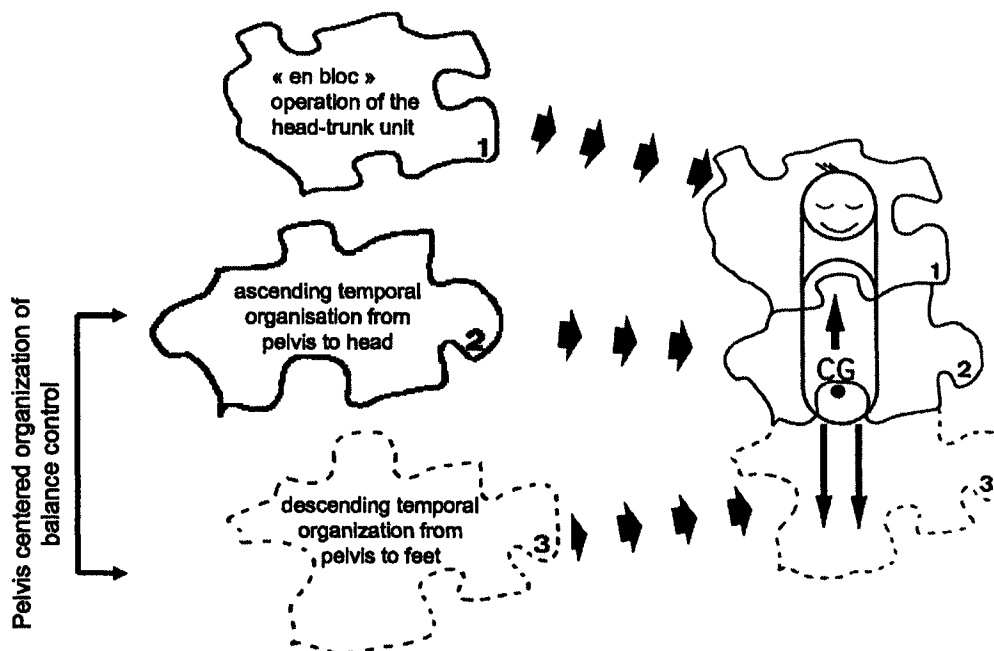 « en bloc »
operation of the
head-trunk unit
1
ascending temporal
organisation from
pelvis to head
2
descending temporal
organization from
pelvis to feet
3
Pelvis centered organization of
balance control
1
2
CG
3